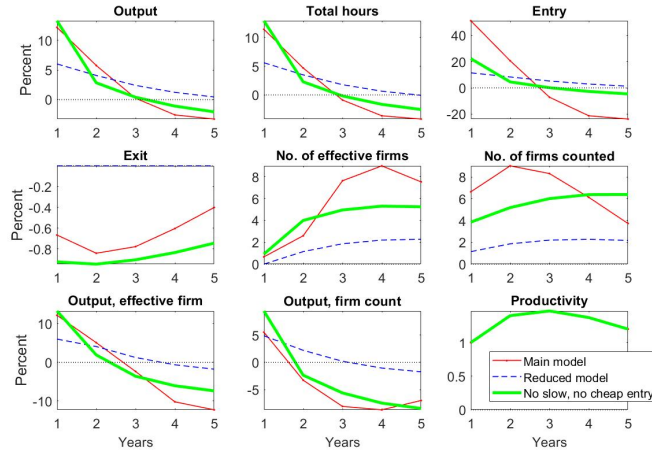 Output
Total hours
Entry
Percent
10
5
0
1 2 3 4 5
10
5
0
1 2 3 4 5
40
20
0
-20
1 2 3 4 5
Exit
No. of effective firms
No. of firms counted
Percent
-0.2
-0.4
-0.6
-0.8
1 2 3 4 5
8
6
4
2
0
1 2 3 4 5
8
6
4
2
0
1 2 3 4 5
Output, effective firm
Output, firm count
Productivity
Percent
10
0
-10
1 2 3 4 5
Years
5
0
-5
1 2 3 4 5
Years
1
0
1 2 3 4 5
Years
Main model
Reduced model
No slow, no cheap entry